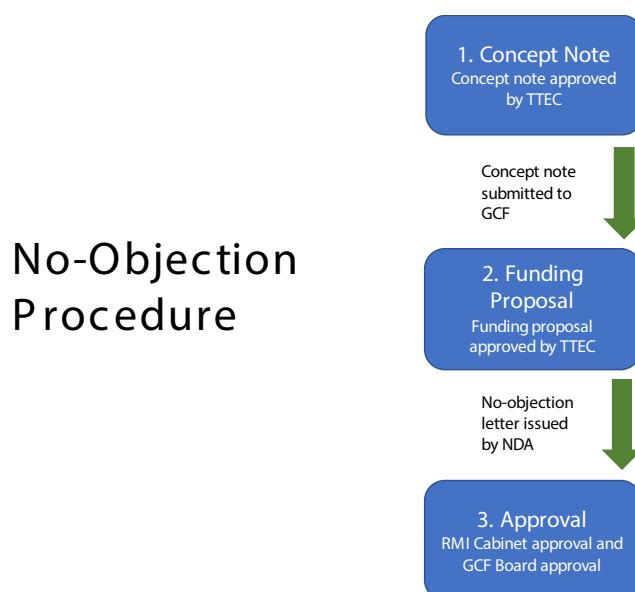 No-Objection
Procedure
1. Concept Note
Concept note approved
by TTEC
Concept note
submitted to
GCF
2. Funding
Proposal
Funding proposal
approved by TTEC
No-objection
letter issued
by NDA
3. Approval
RMI Cabinet approval and
GCF Board approval